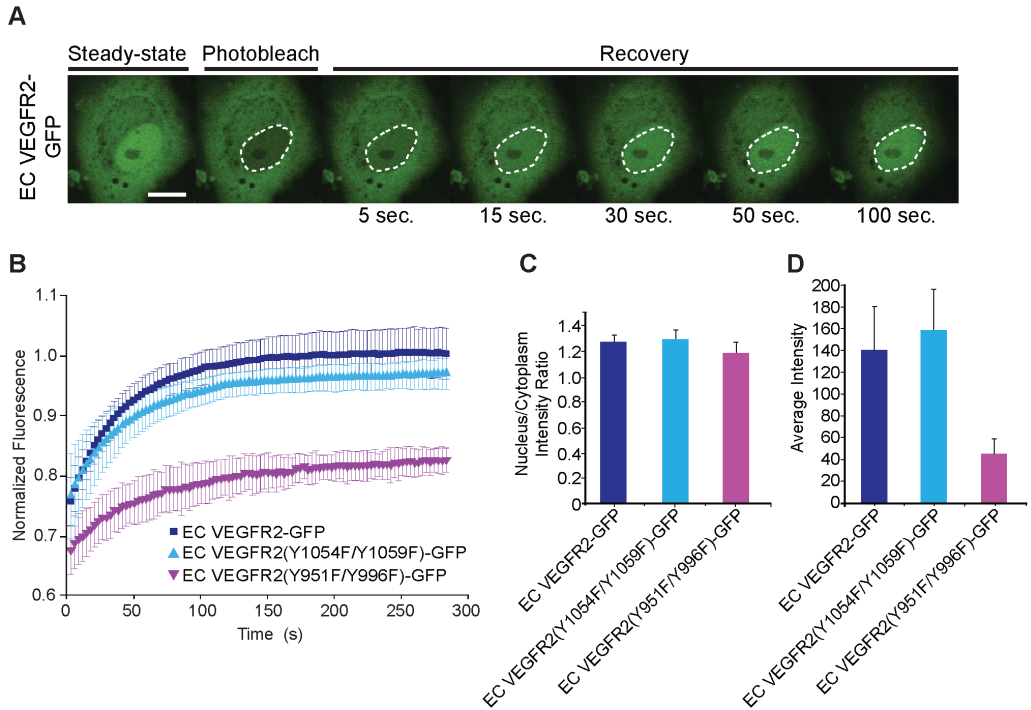 A
Steady-state Photobleach Recovery
EC VEGFR2-
GFP
5 sec. 15 sec. 30 sec. 50 sec. 100 sec.
B
Normalized Fluorescence
1.1
1.0
0.9
0.8
0.7
0.6
0 50 100 150 200 250 300
Time (s)
EC VEGFR2-GFP
EC VEGFR2(Y1054F/Y1059F)-GFP
EC VEGFR2(Y951F/Y996F)-GFP
C
Nucleus/Cytoplasm
Intensity Ratio
1.4
1.2
1.2
1.0
0.8
0.6
0.4
0.2
0
EC VEGFR2-GFP
EC VEGFR2(Y1054F/Y1059F)-GFP
EC VEGFR2(Y951F/Y996F)-GFP
D
Average Intensity
200
180
160
140
120
100
80
60
40
20
0
EC VEGFR2-GFP
EC VEGFR2(Y1054F/Y1059F)-GFP
EC VEGFR2(Y951F/Y996F)-GFP